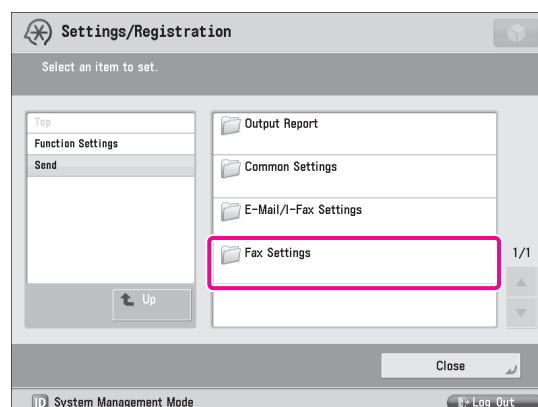 Settings/Registration
Select an item to set.
Top
Function Settings
Send
Up
Output Report
Common Settings
E-Mail/I-Fax Settings
Fax Settings
1/1
Close
ID System Management Mode
Log Out